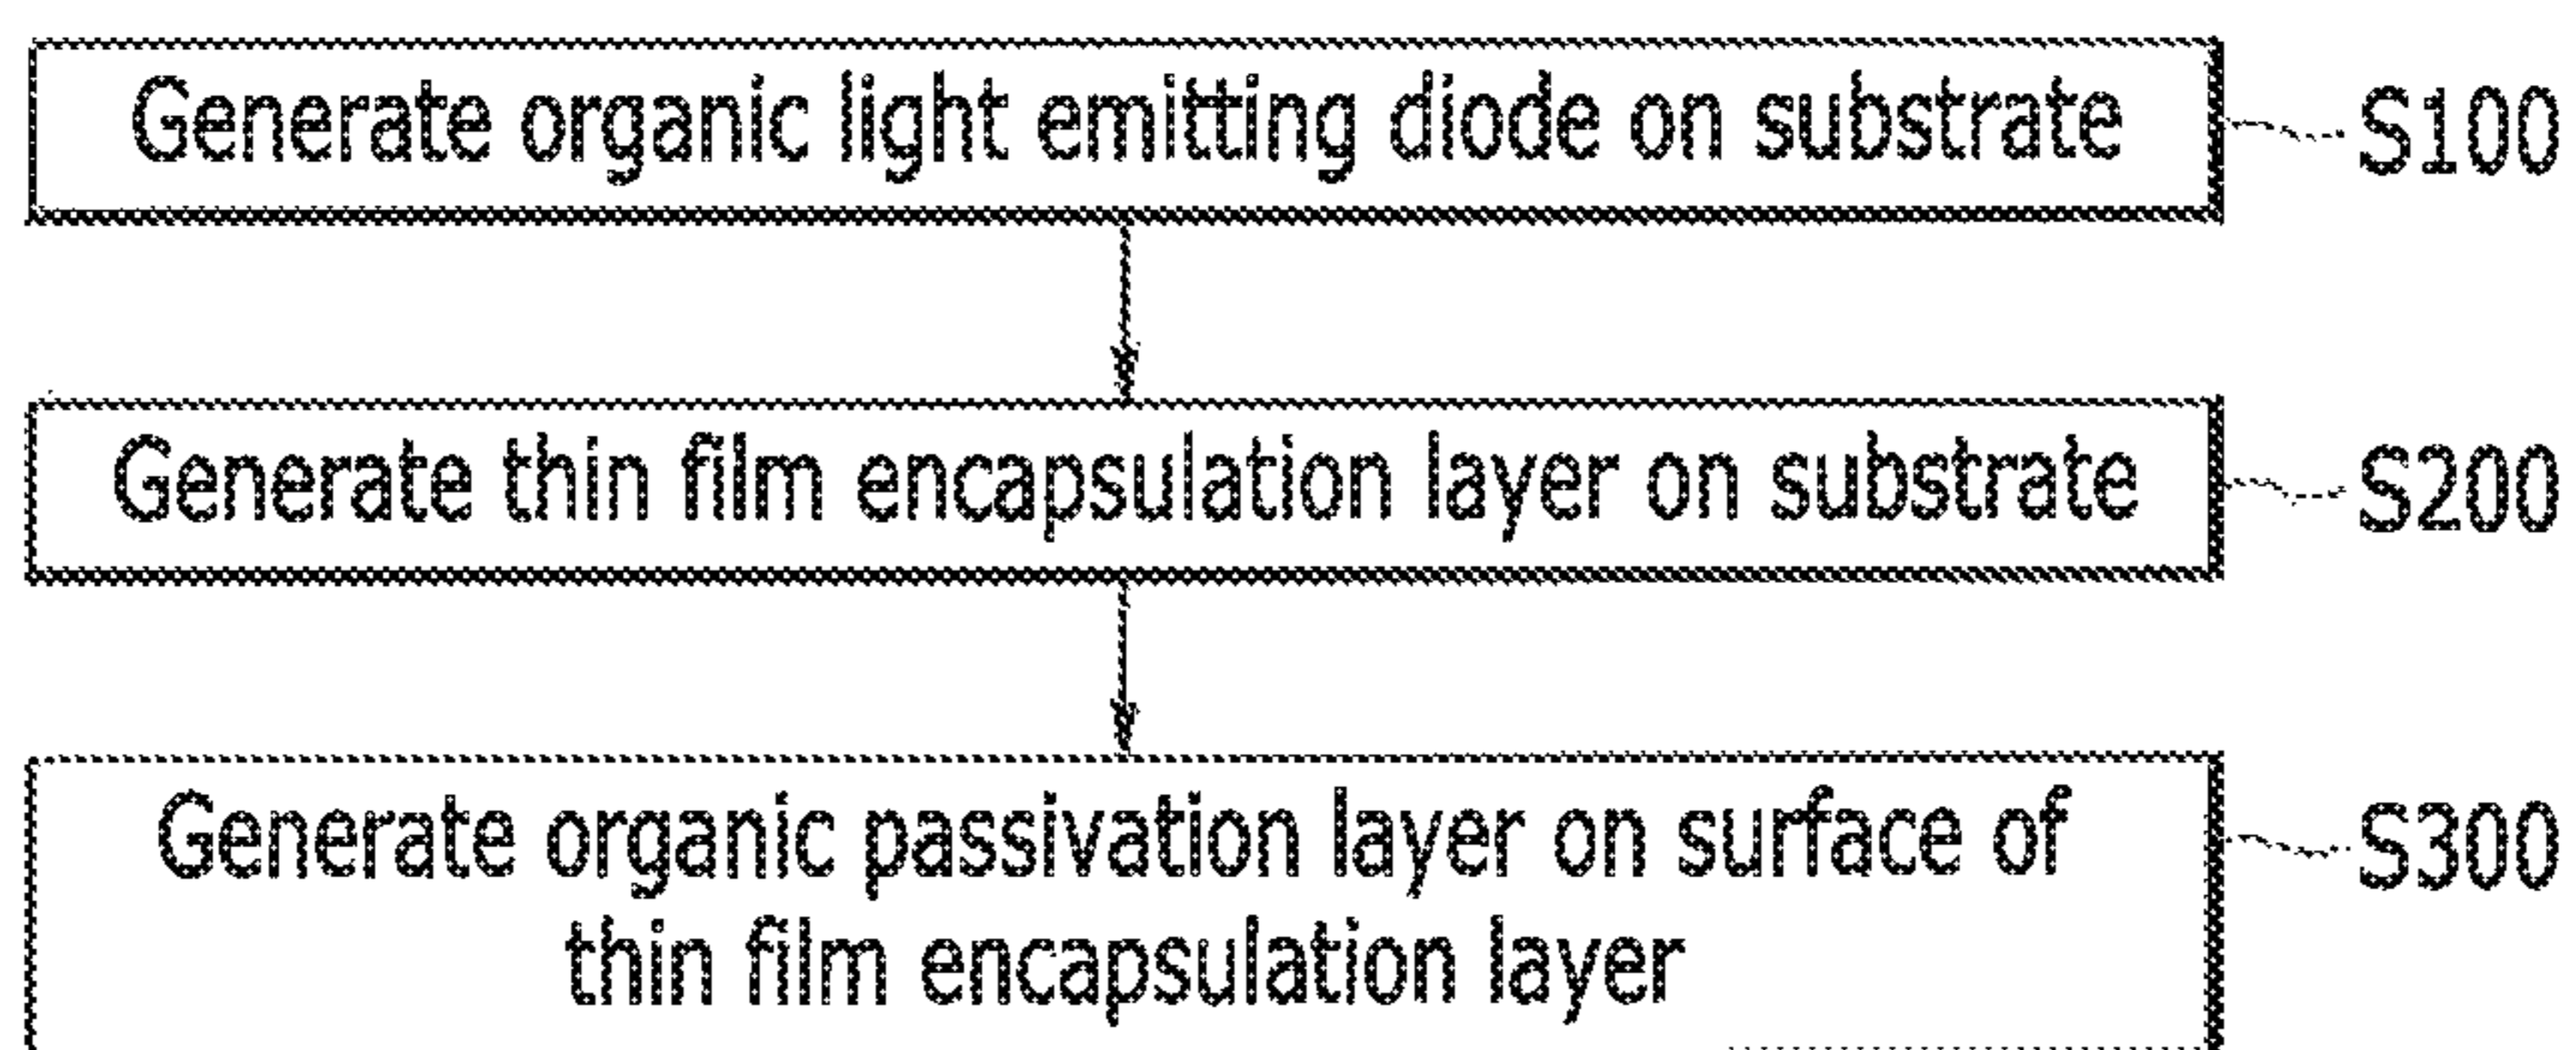 Generate organic light emitting diode on substrate S100
Generate thin film encapsulation layer on substrate S200
Generate organic passivation layer on surface of S300
thin film encapsulation layer